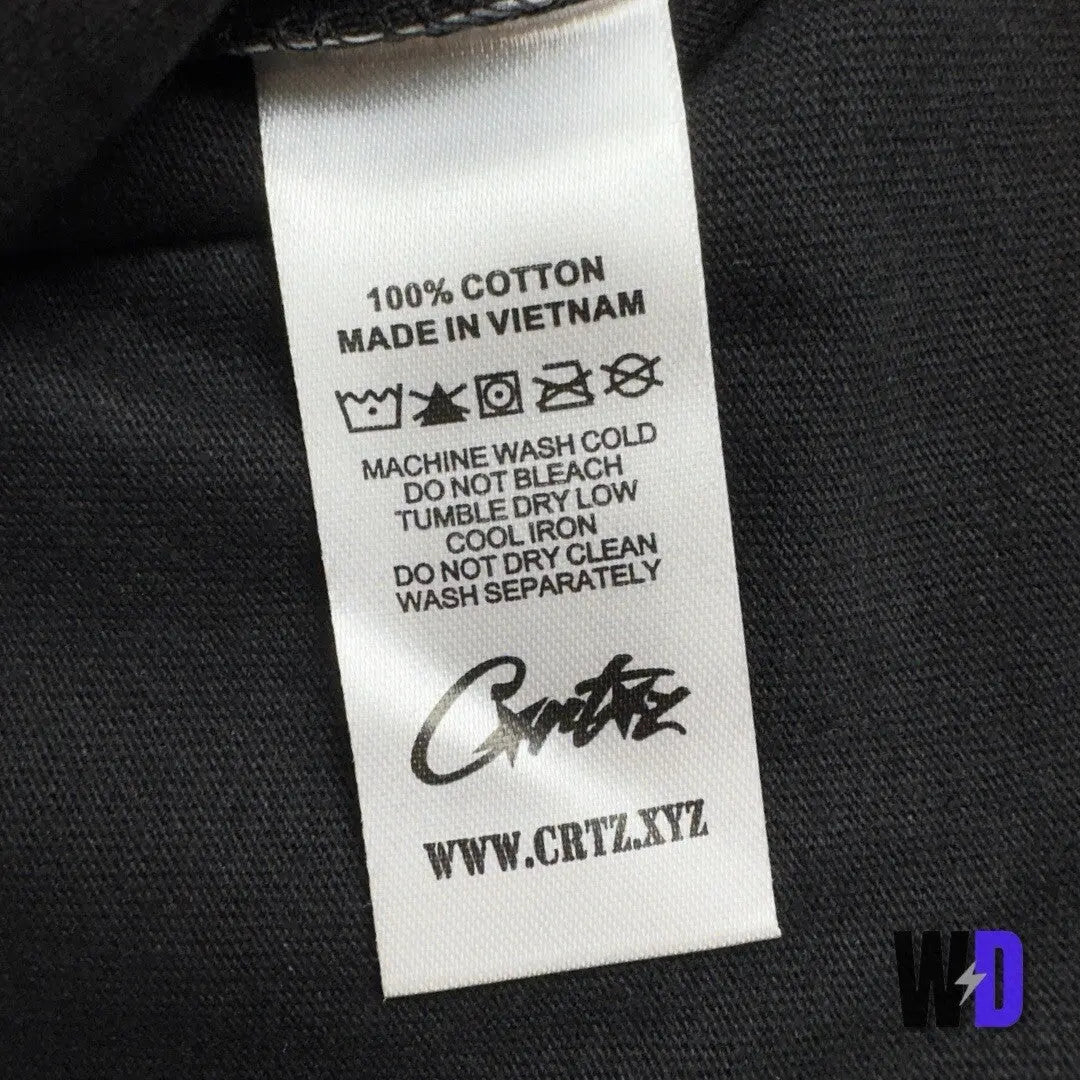 100% COTTON
MADE IN VIETNAM
MACHINE WASH COLD
DO NOT BLEACH
TUMBLE DRY LOW
COOL IRON
DO NOT DRY CLEAN
WASH SEPARATELY
Crtz
WWW.CRTZ.XYZ
WD